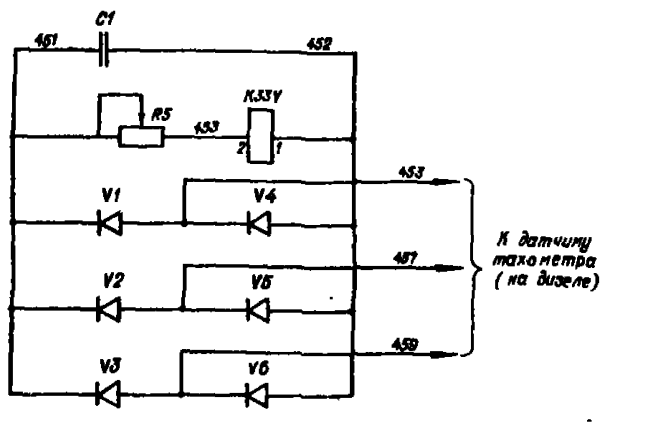 C1
451
452
K33V
R5
453
2
1
453
V1
V4
К датчику
тахометра
(на дизеле)
457
V2
V5
459
V3
V6